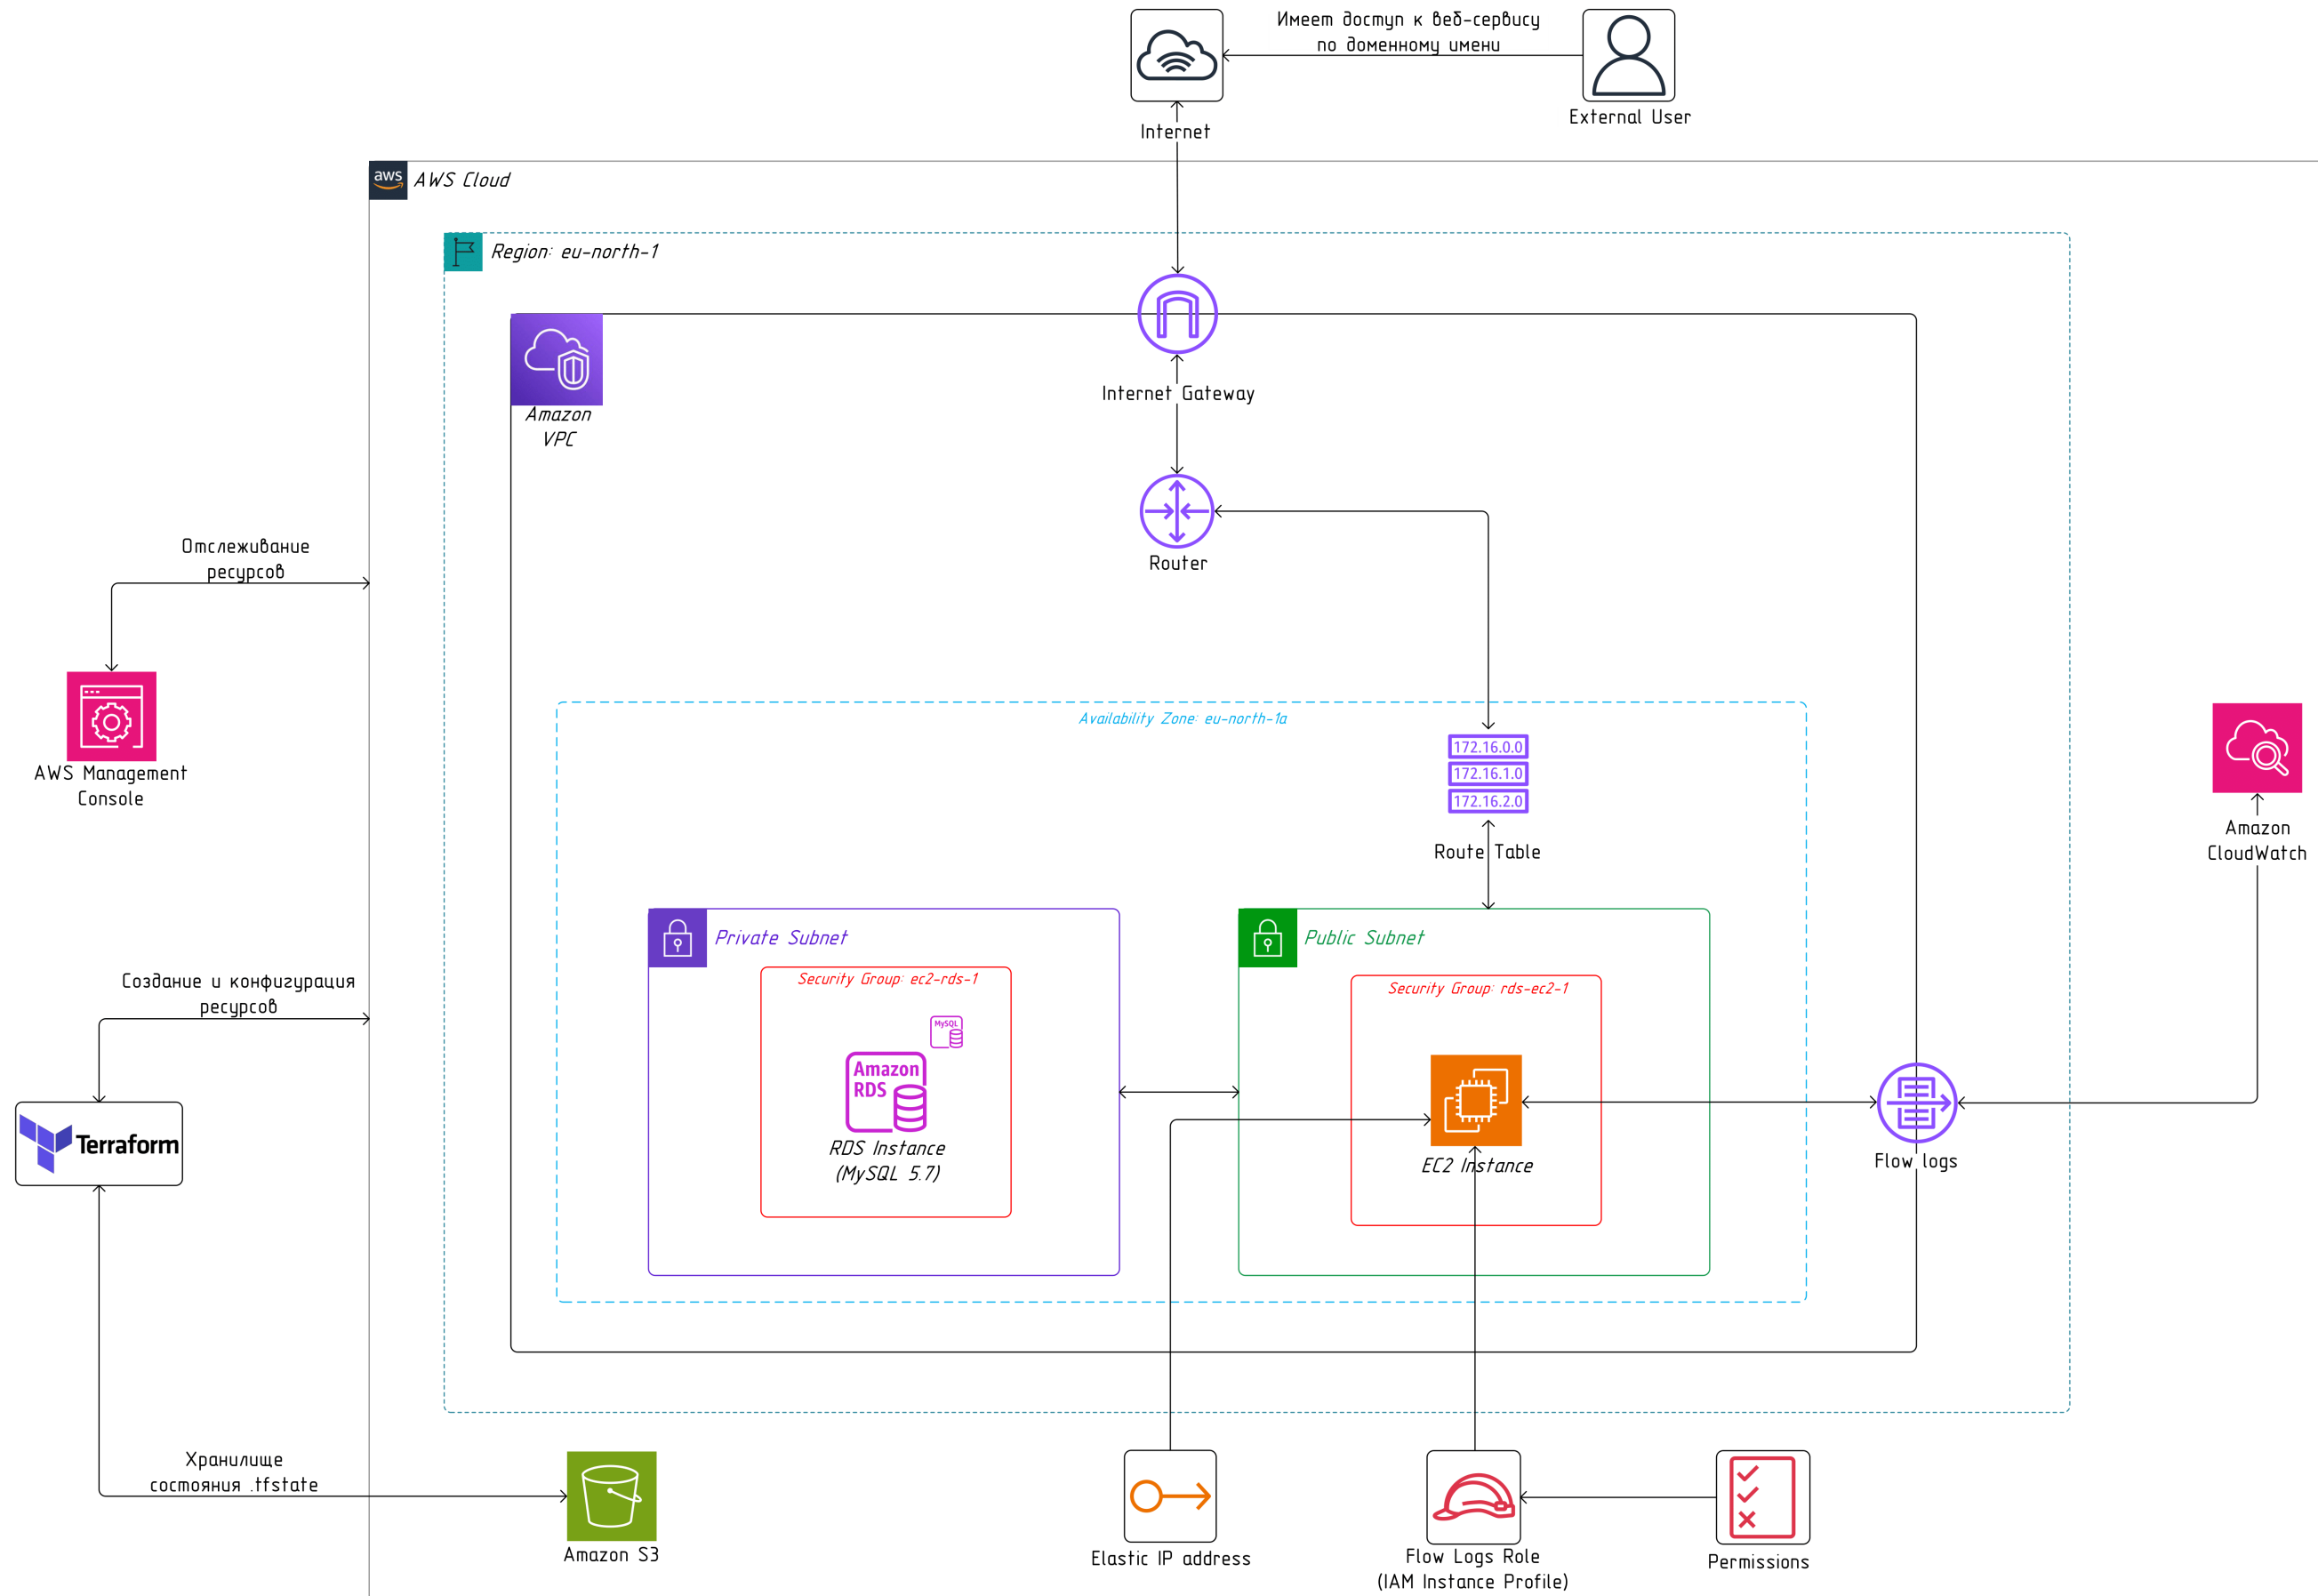 Имеет доступ к веб-сервису
по доменному имени
External User
Internet
aws
AWS Cloud
Region: eu-north-1
Amazon
VPC
Internet Gateway
Router
Отслеживание
ресурсов
AWS Management
Console
Availability Zone: eu-north-1a
172.16.0.0
172.16.1.0
172.16.2.0
Route Table
Amazon
CloudWatch
Private Subnet
Public Subnet
Security Group: ec2-rds-1
Security Group: rds-ec2-1
MySQL
Amazon
RDS
RDS Instance
(MySQL 5.7)
EC2 Instance
Flow logs
Создание и конфигурация
ресурсов
Terraform
Хранилище
состояния .tfstate
Amazon S3
Elastic IP address
Flow Logs Role
(IAM Instance Profile)
Permissions